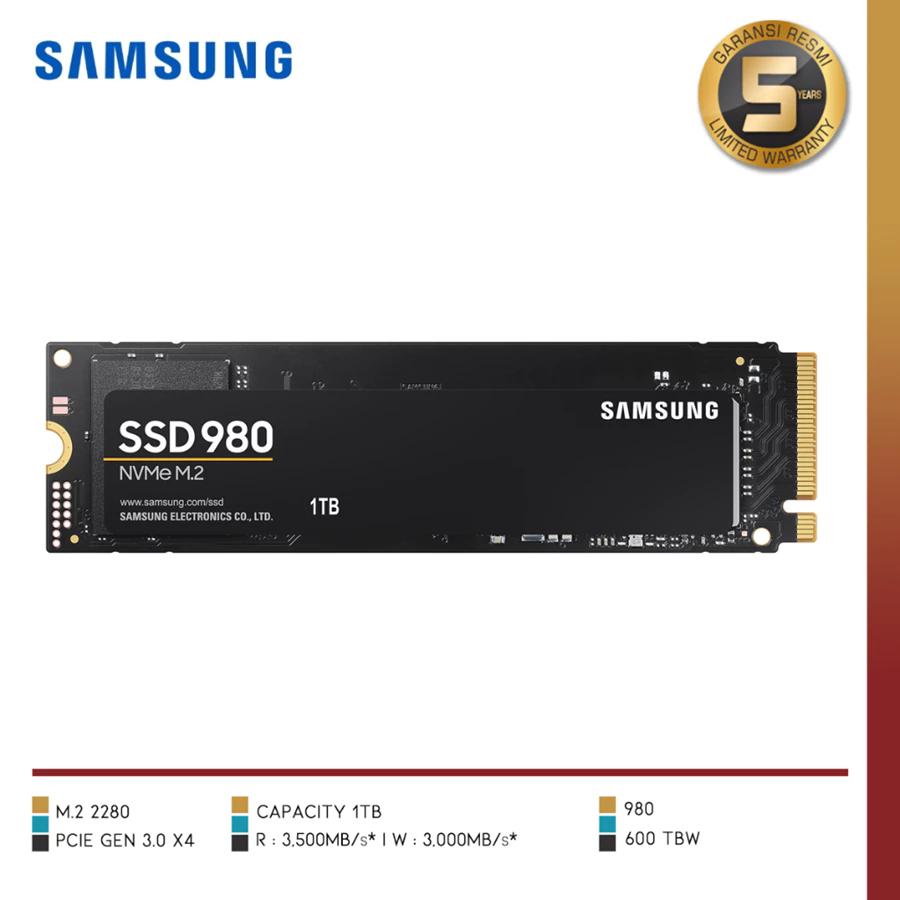 SAMSUNG
GARANSI RESMI
5 YEARS
LIMITED WARRANTY
SAMSUNG
SSD 980
NVMe M.2
www.samsung.com/ssd
SAMSUNG ELECTRONICS CO., LTD.
1TB
M.2 2280
PCIE GEN 3.0 X4
CAPACITY 1TB
R : 3,500MB/s* | W : 3,000MB/s*
980
600 TBW